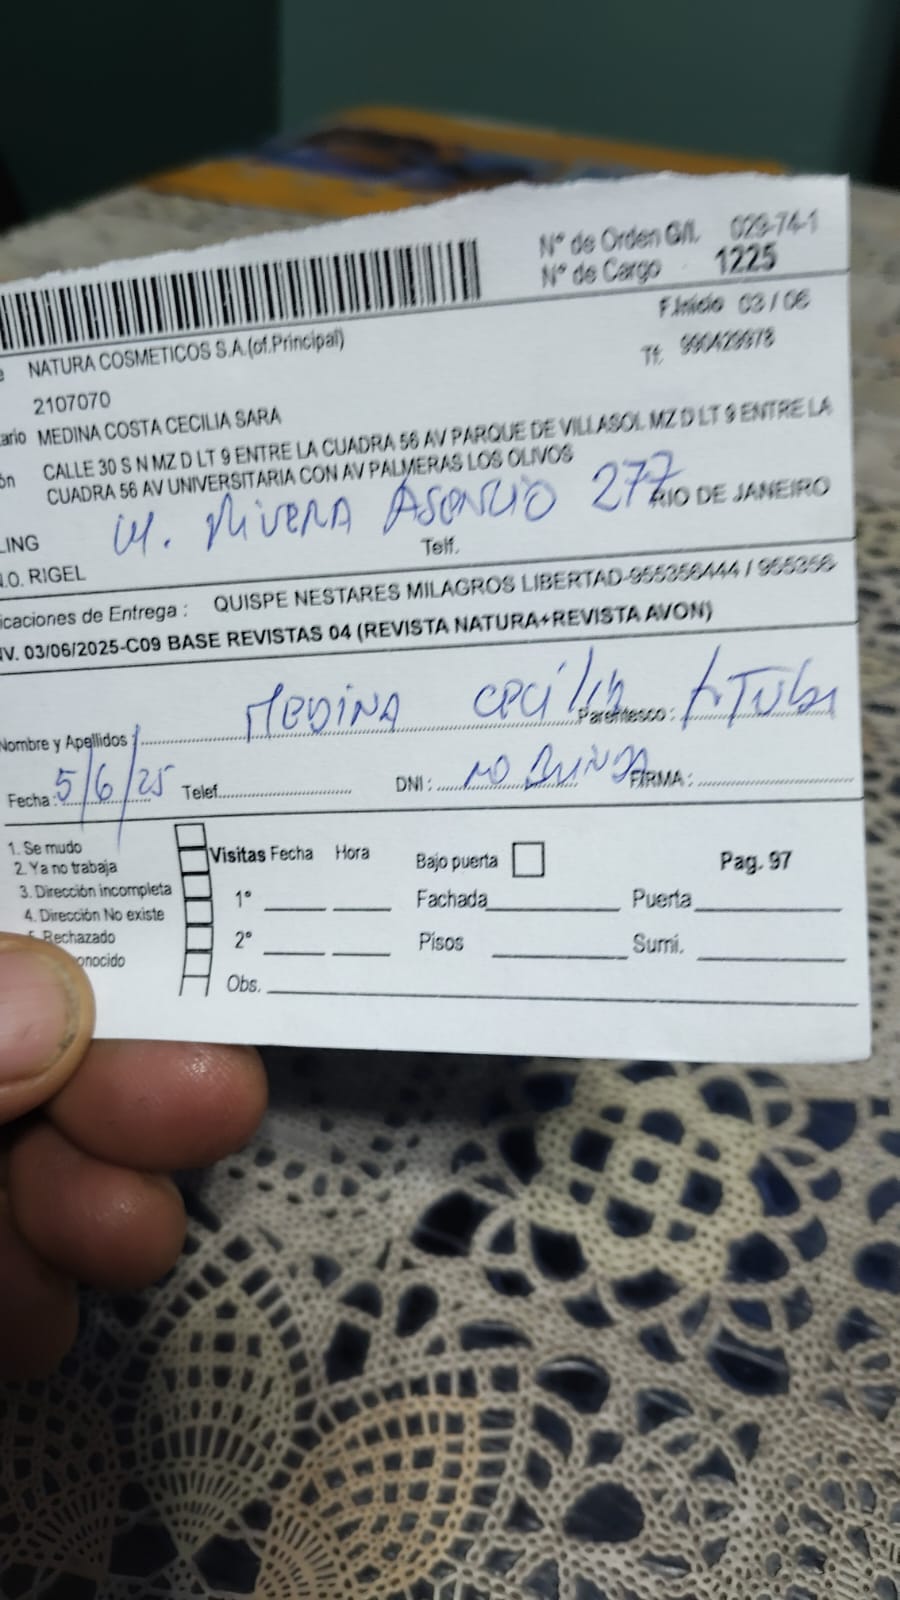 Nº de Orden G/L 029-74-1
Nº de Cargo 1225
F.Inicio 03 / 06
NATURA COSMETICOS S.A.(of.Principal)
Tf. 990429978
2107070
ario MEDINA COSTA CECILIA SARA
ón CALLE 30 S N MZ D LT 9 ENTRE LA CUADRA 56 AV PARQUE DE VILLASOL MZ D LT 9 ENTRE LA
CUADRA 56 AV UNIVERSITARIA CON AV PALMERAS LOS OLIVOS
M. RIVERA ASENCIO 277
LING RIO DE JANEIRO
Telf.
.O. RIGEL
icaciones de Entrega : QUISPE NESTARES MILAGROS LIBERTAD-955356444 / 955356
NV. 03/06/2025-C09 BASE REVISTAS 04 (REVISTA NATURA+REVISTA AVON)
MEDINA CECILIA
Nombre y Apellidos Parentesco :
Fecha : 5/6/25 Telef. DNI : NO BRINDA FIRMA :
1. Se mudo
2. Ya no trabaja
3. Dirección incompleta
4. Dirección No existe
5. Rechazado
onocido
Visitas Fecha Hora Bajo puerta Pag. 97
1° Fachada Puerta
2° Pisos Sumi.
Obs.